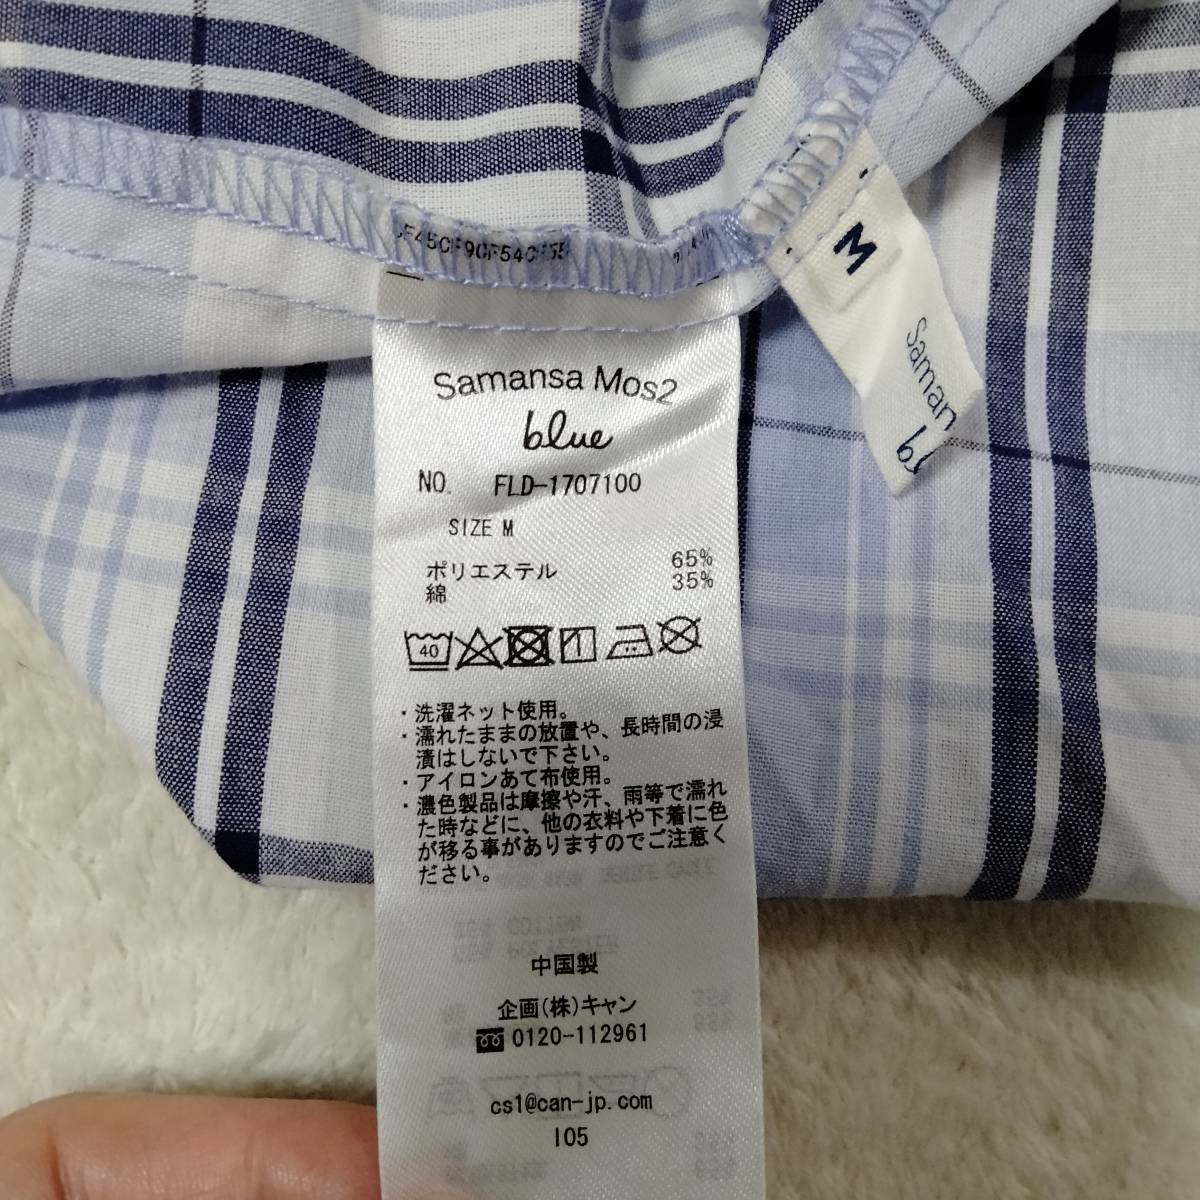 M
Saman
Samansa Mos2
blue
NO. FLD-1707100
SIZE M
ポリエステル 65%
綿 35%
40
・洗濯ネット使用。
・濡れたままの放置や、長時間の浸
漬はしないで下さい。
・アイロンあて布使用。
・濃色製品は摩擦や汗、雨等で濡れ
た時などに、他の衣料や下着に色
が移る事がありますのでご注意く
ださい。
中国製
企画(株)キャン
0120-112961
cs1@can-jp.com
I05